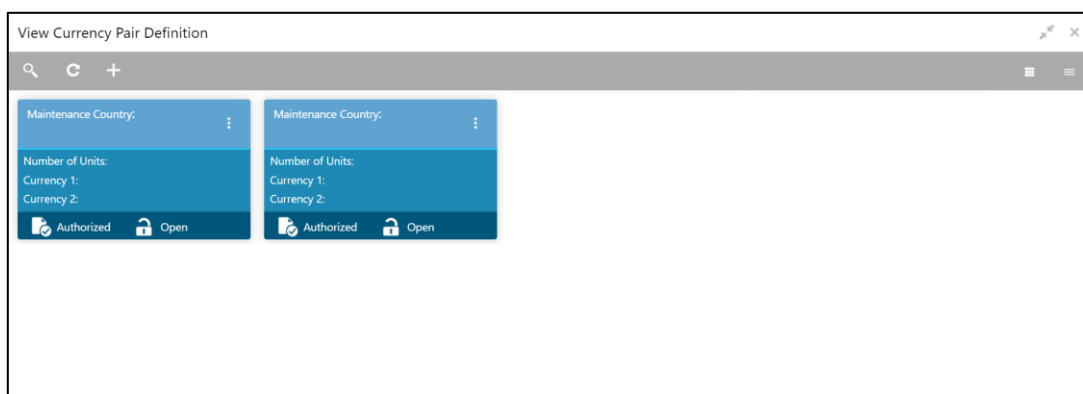 View Currency Pair Definition
Maintenance Country:
Number of Units:
Currency 1:
Currency 2:
Authorized Open
Maintenance Country:
Number of Units:
Currency 1:
Currency 2:
Authorized Open